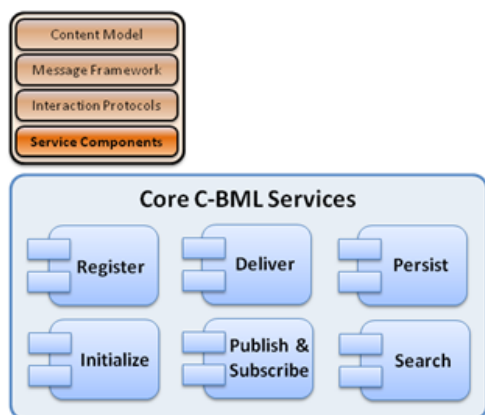 Content Model
Message Framework
Interaction Protocols
Service Components
Core C-BML Services
Register
Deliver
Persist
Initialize
Publish &
Subscribe
Search